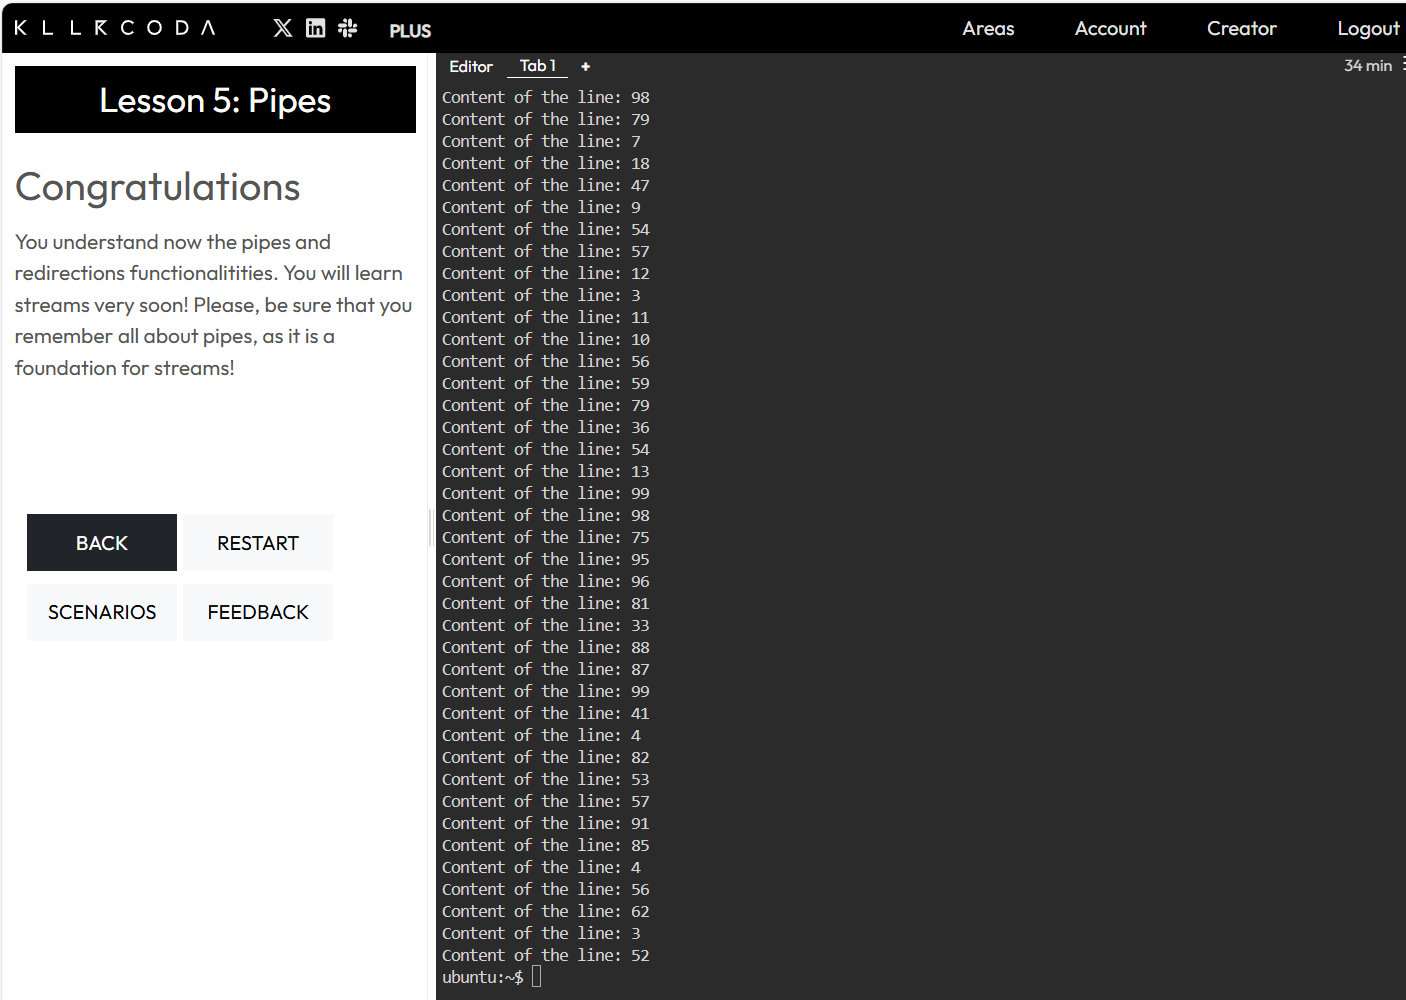 KLLRCODA PLUS Areas Account Creator Logout
Lesson 5: Pipes
Congratulations
You understand now the pipes and
redirections functionalitities. You will learn
streams very soon! Please, be sure that you
remember all about pipes, as it is a
foundation for streams!
BACK RESTART
SCENARIOS FEEDBACK
Editor Tab 1 + 34 min
Content of the line: 98
Content of the line: 79
Content of the line: 7
Content of the line: 18
Content of the line: 47
Content of the line: 9
Content of the line: 54
Content of the line: 57
Content of the line: 12
Content of the line: 3
Content of the line: 11
Content of the line: 10
Content of the line: 56
Content of the line: 59
Content of the line: 79
Content of the line: 36
Content of the line: 54
Content of the line: 13
Content of the line: 99
Content of the line: 98
Content of the line: 75
Content of the line: 95
Content of the line: 96
Content of the line: 81
Content of the line: 33
Content of the line: 88
Content of the line: 87
Content of the line: 99
Content of the line: 41
Content of the line: 4
Content of the line: 82
Content of the line: 53
Content of the line: 57
Content of the line: 91
Content of the line: 85
Content of the line: 4
Content of the line: 56
Content of the line: 62
Content of the line: 3
Content of the line: 52
ubuntu:~$